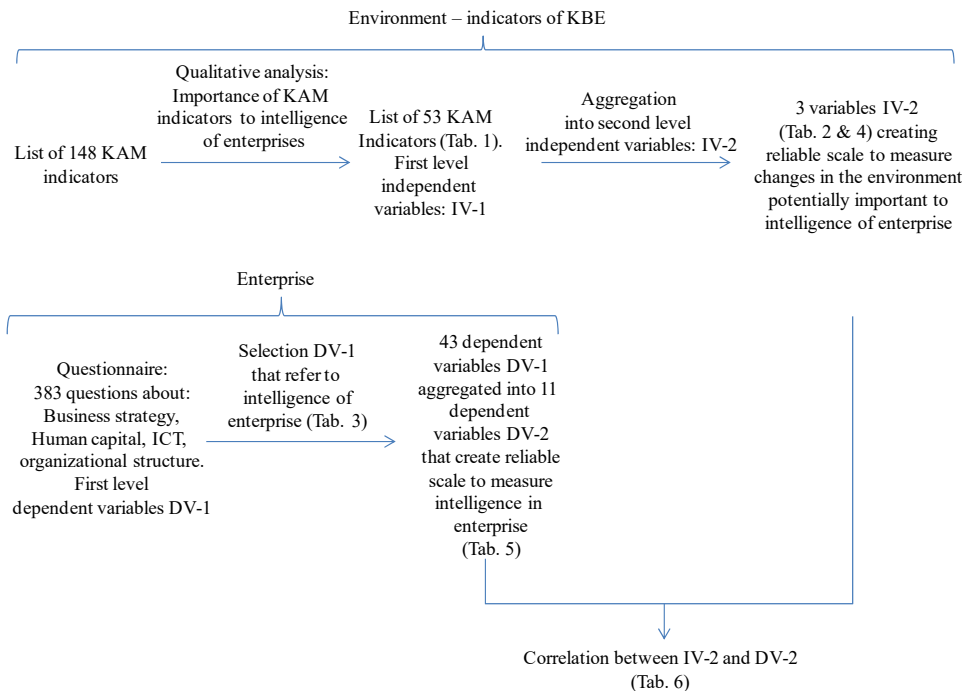 Environment – indicators of KBE
List of 148 KAM
indicators
Qualitative analysis:
Importance of KAM
indicators to intelligence
of enterprises
List of 53 KAM
Indicators (Tab. 1).
First level
independent
variables: IV-1
Aggregation
into second level
independent variables: IV-2
3 variables IV-2
(Tab. 2 & 4) creating
reliable scale to measure
changes in the environment
potentially important to
intelligence of enterprise
Enterprise
Questionnaire:
383 questions about:
Business strategy,
Human capital, ICT,
organizational structure.
First level
dependent variables DV-1
Selection DV-1
that refer to
intelligence of
enterprise (Tab. 3)
43 dependent
variables DV-1
aggregated into 11
dependent
variables DV-2
that create reliable
scale to measure
intelligence in
enterprise
(Tab. 5)
Correlation between IV-2 and DV-2
(Tab. 6)